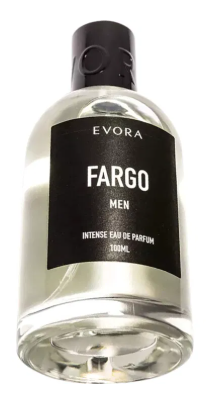 EVORA
FARGO
MEN
INTENSE EAU DE PARFUM
100ML